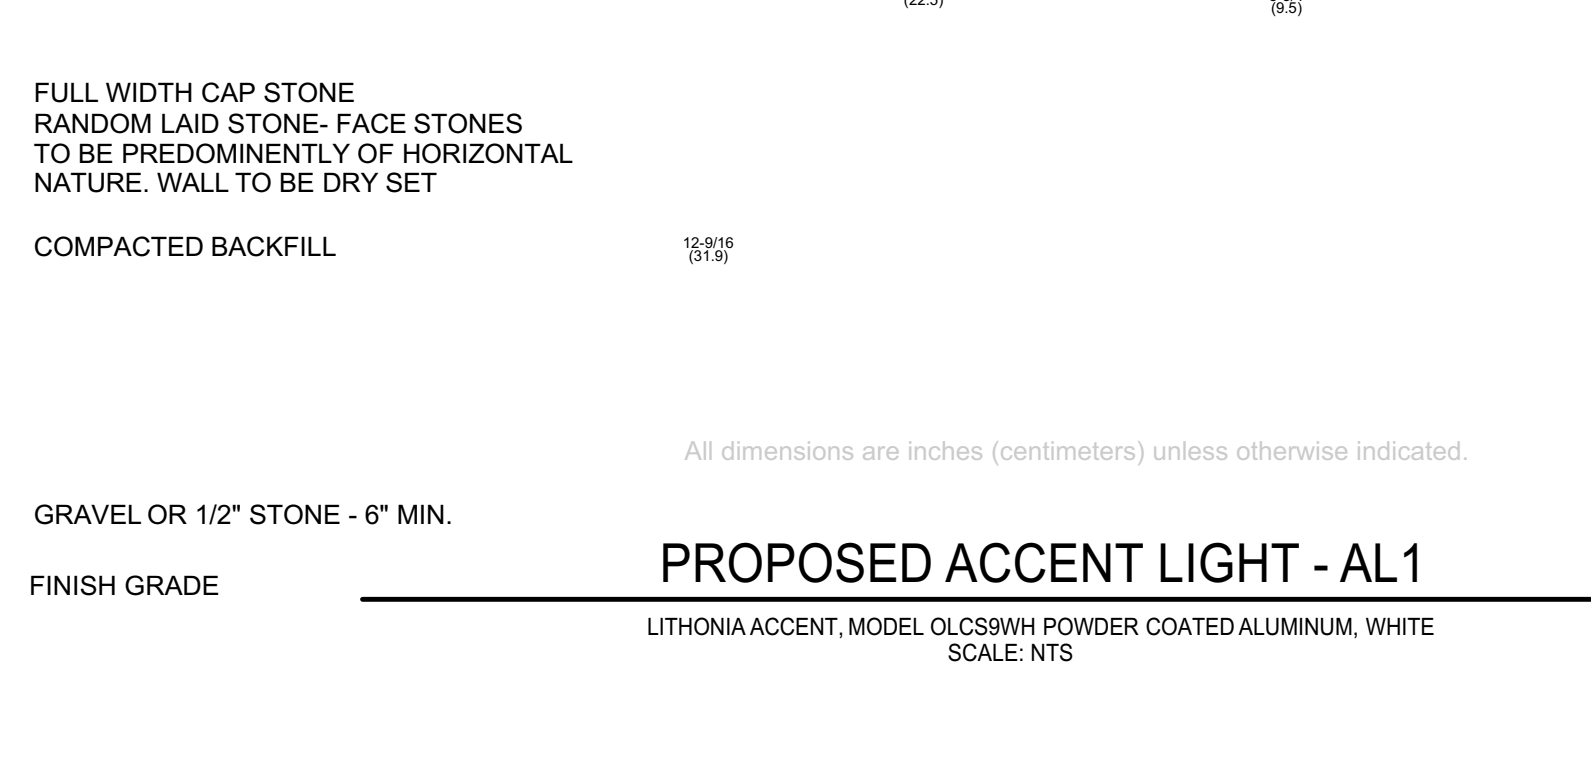 (9.5)
FULL WIDTH CAP STONE
RANDOM LAID STONE- FACE STONES
TO BE PREDOMINENTLY OF HORIZONTAL
NATURE. WALL TO BE DRY SET
COMPACTED BACKFILL
12-9/16
(31.9)
All dimensions are inches (centimeters) unless otherwise indicated.
GRAVEL OR 1/2" STONE - 6" MIN.
PROPOSED ACCENT LIGHT - AL1
FINISH GRADE
LITHONIA ACCENT, MODEL OLCS9WH POWDER COATED ALUMINUM, WHITE
SCALE: NTS